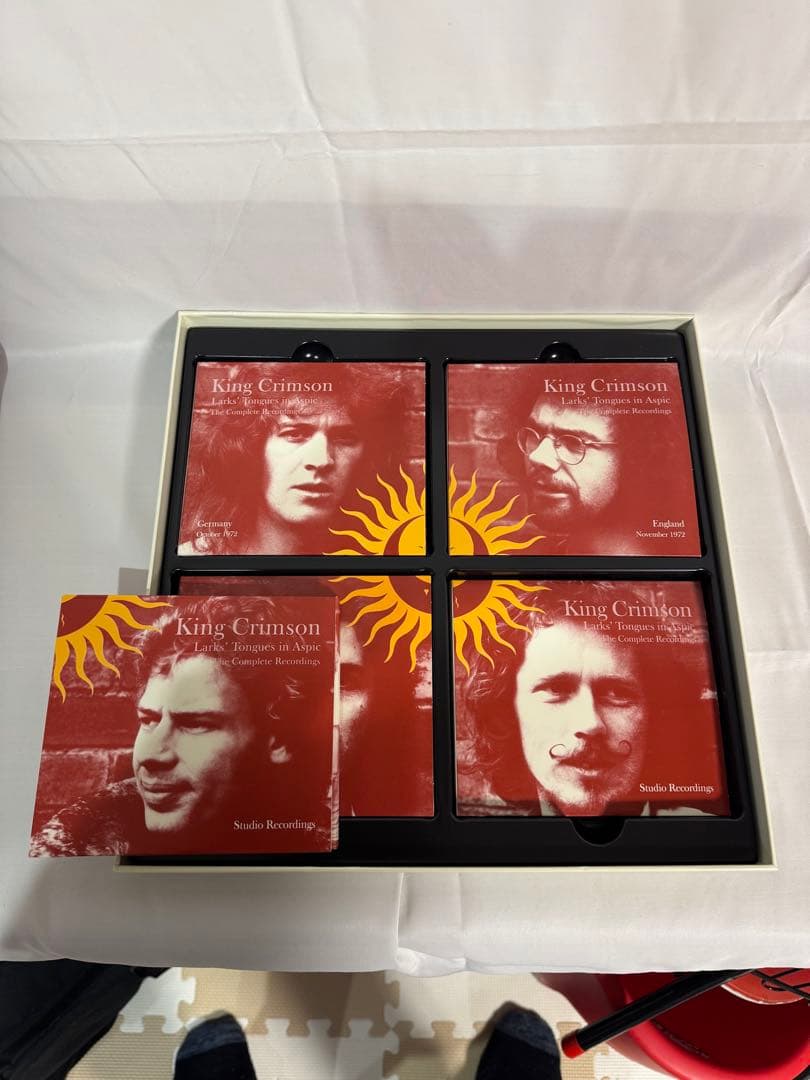 King Crimson
Larks' Tongues in Aspic
The Complete Recordings
Germany
October 1972
King Crimson
Larks' Tongues in Aspic
The Complete Recordings
England
November 1972
King Crimson
Larks' Tongues in Aspic
The Complete Recordings
Studio Recordings
King Crimson
Larks' Tongues in Aspic
The Complete Recordings
Studio Recordings